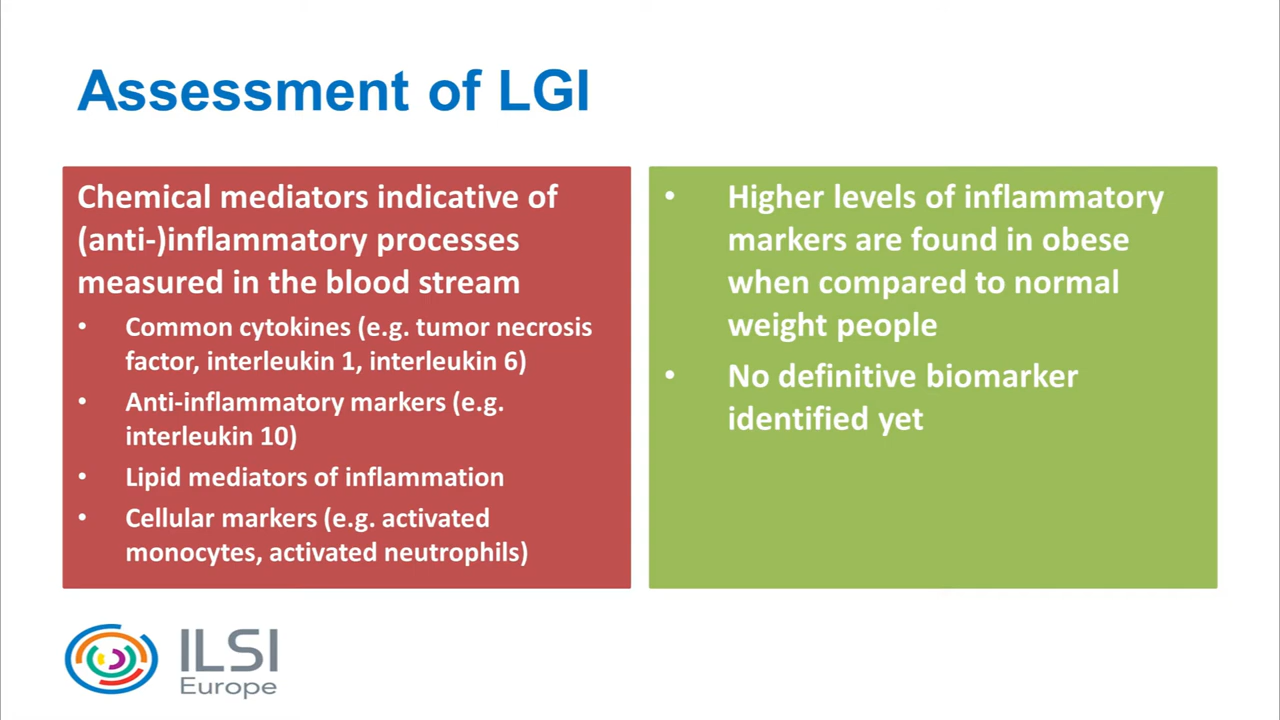 Assessment of LGI
Chemical mediators indicative of
(anti-)inflammatory processes
measured in the blood stream
• Common cytokines (e.g. tumor necrosis
factor, interleukin 1, interleukin 6)
• Anti-inflammatory markers (e.g.
interleukin 10)
• Lipid mediators of inflammation
• Cellular markers (e.g. activated
monocytes, activated neutrophils)
• Higher levels of inflammatory
markers are found in obese
when compared to normal
weight people
• No definitive biomarker
identified yet
ILSI
Europe